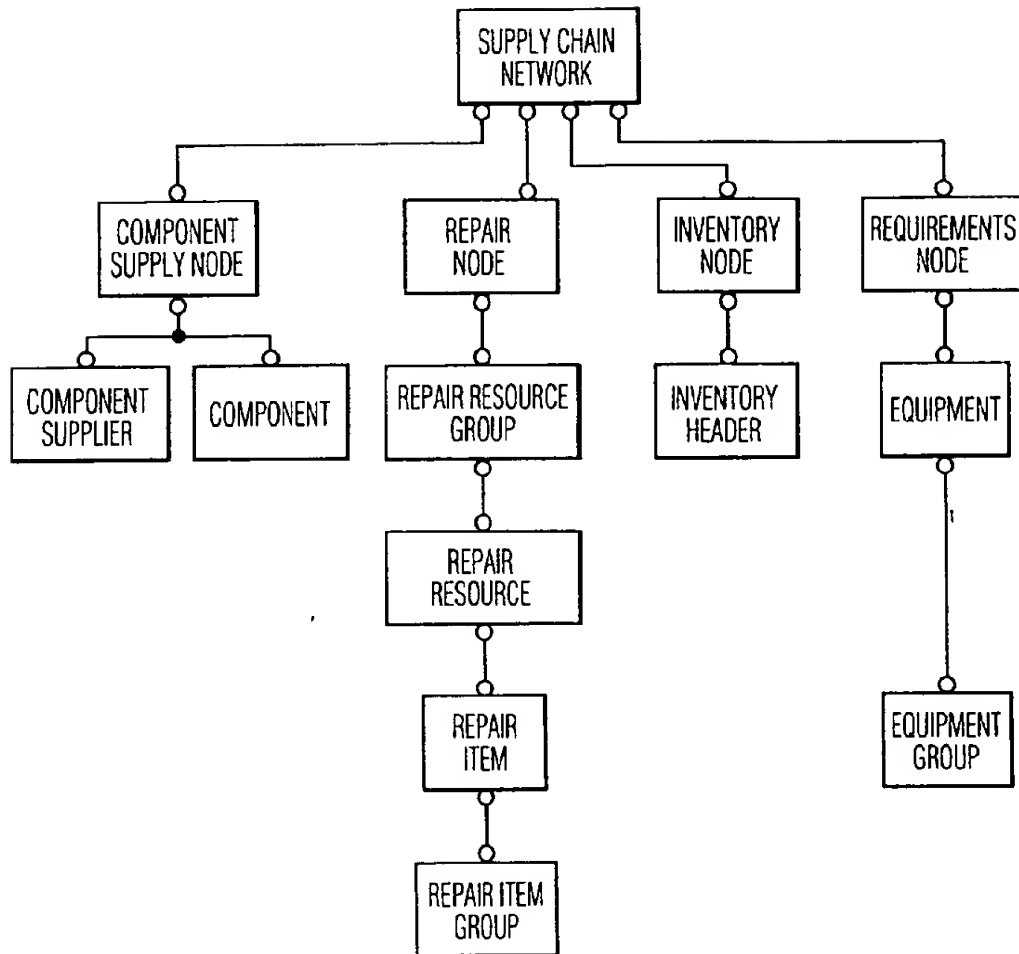 SUPPLY CHAIN
NETWORK
COMPONENT
SUPPLY NODE
REPAIR
NODE
INVENTORY
NODE
REQUIREMENTS
NODE
COMPONENT
SUPPLIER
COMPONENT
REPAIR RESOURCE
GROUP
INVENTORY
HEADER
EQUIPMENT
REPAIR
RESOURCE
REPAIR
ITEM
EQUIPMENT
GROUP
REPAIR ITEM
GROUP